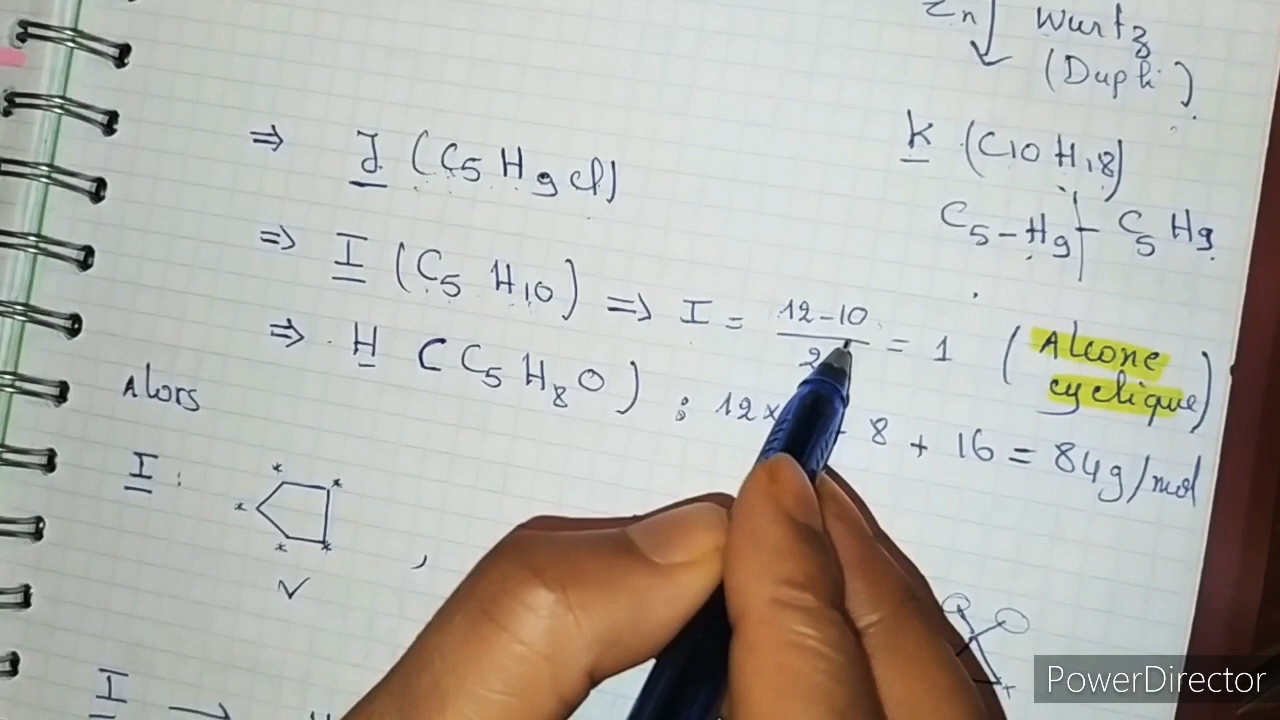 Zn ↓ Wurtz
(Dupli)
K (C10 H18)
C5-H9 - C5 H9
⇒ J (C5 H9 Cl)
⇒ I (C5 H10) ⇒ I = 12-10 / 2 = 1 (Alcane
cyclique)
⇒ H (C5 H8 O) ; 12× + 8 + 16 = 84g/mol
Alors
I :
I →
PowerDirector